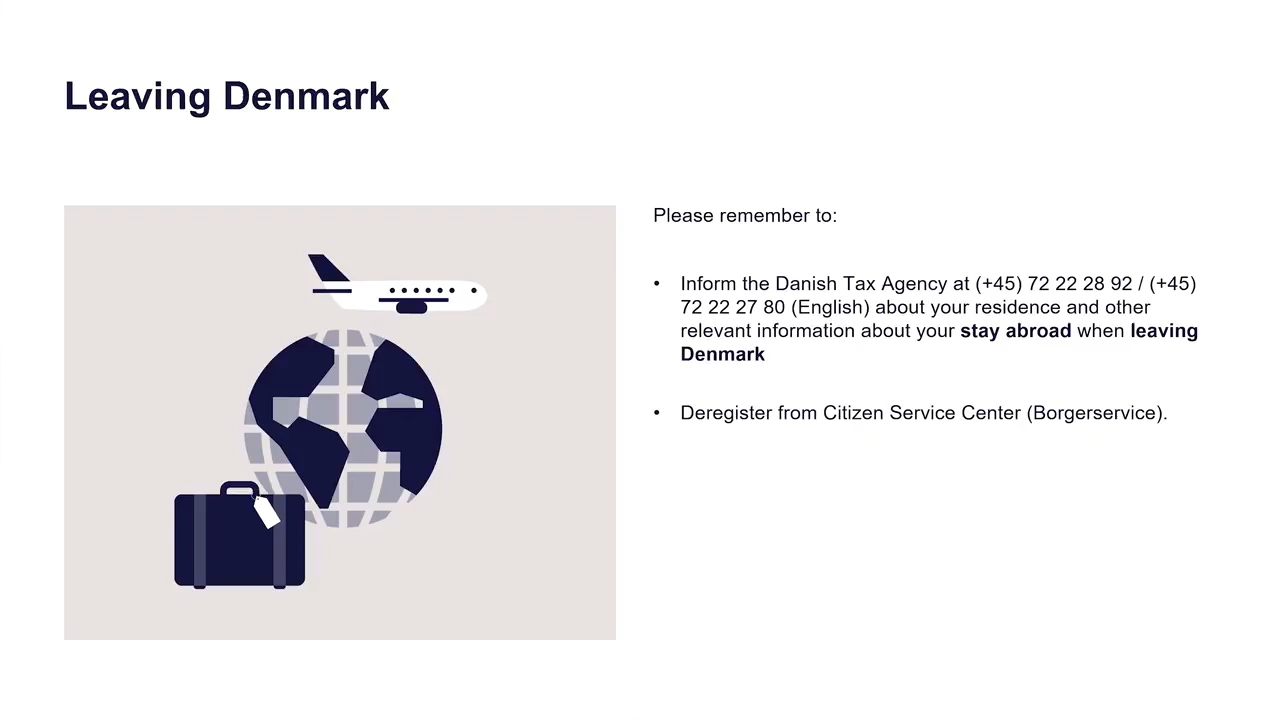 Leaving Denmark
Please remember to:
• Inform the Danish Tax Agency at (+45) 72 22 28 92 / (+45)
72 22 27 80 (English) about your residence and other
relevant information about your stay abroad when leaving
Denmark
• Deregister from Citizen Service Center (Borgerservice).